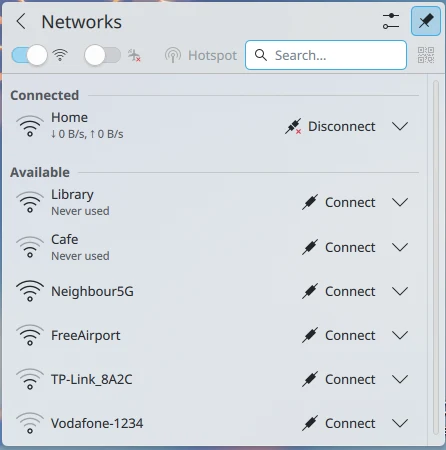 Networks
Hotspot
Search...
Connected
Home
↓ 0 B/s, ↑ 0 B/s
Disconnect
Available
Library
Never used
Connect
Cafe
Never used
Connect
Neighbour5G
Connect
FreeAirport
Connect
TP-Link_8A2C
Connect
Vodafone-1234
Connect